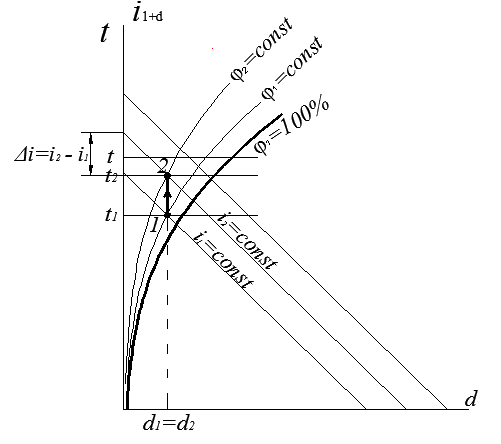 t i₁₊d
φ₂=const
φ₁=const
φ₁=100%
Δi=i₂ - i₁
t
2
t₂
t₁
1
i₂=const
i₁=const
d
d₁=d₂